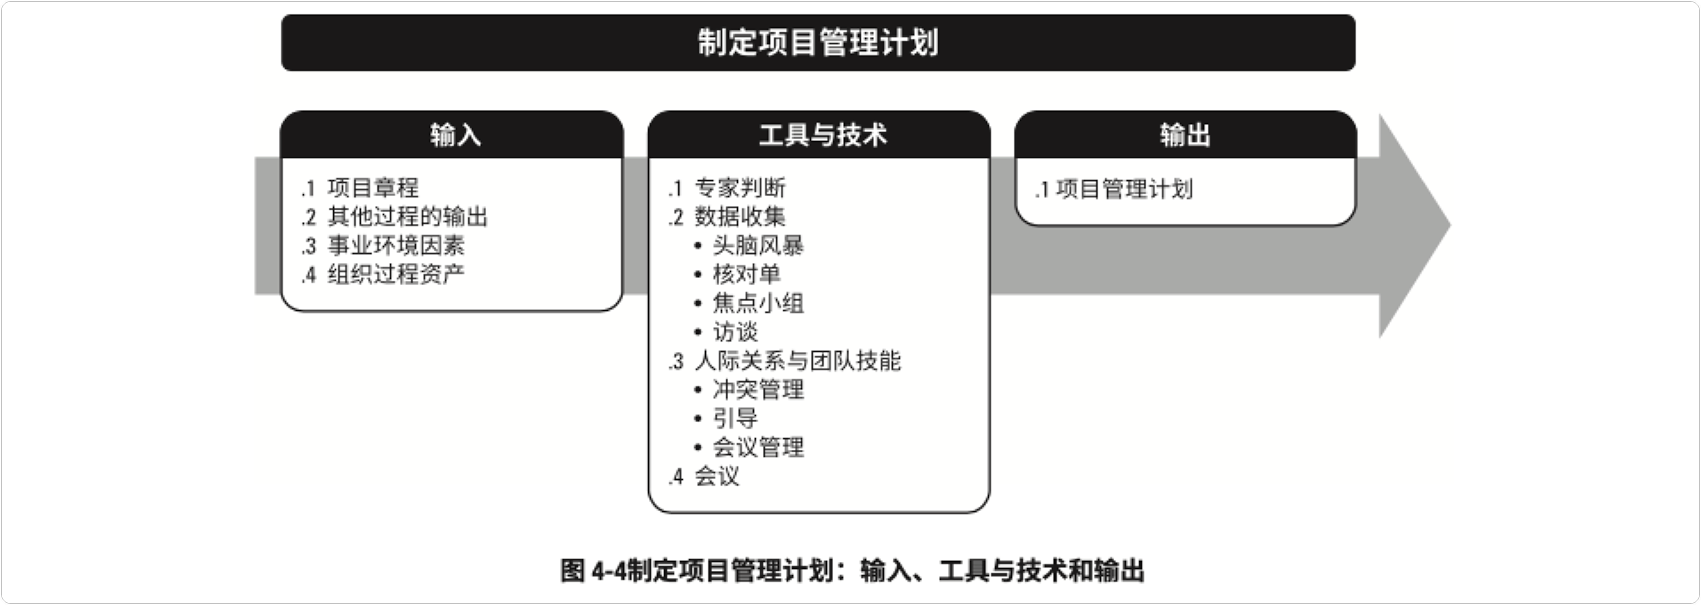 制定项目管理计划
输入
.1 项目章程
.2 其他过程的输出
.3 事业环境因素
.4 组织过程资产
工具与技术
.1 专家判断
.2 数据收集
• 头脑风暴
• 核对单
• 焦点小组
• 访谈
.3 人际关系与团队技能
• 冲突管理
• 引导
• 会议管理
.4 会议
输出
.1 项目管理计划
图 4-4制定项目管理计划：输入、工具与技术和输出